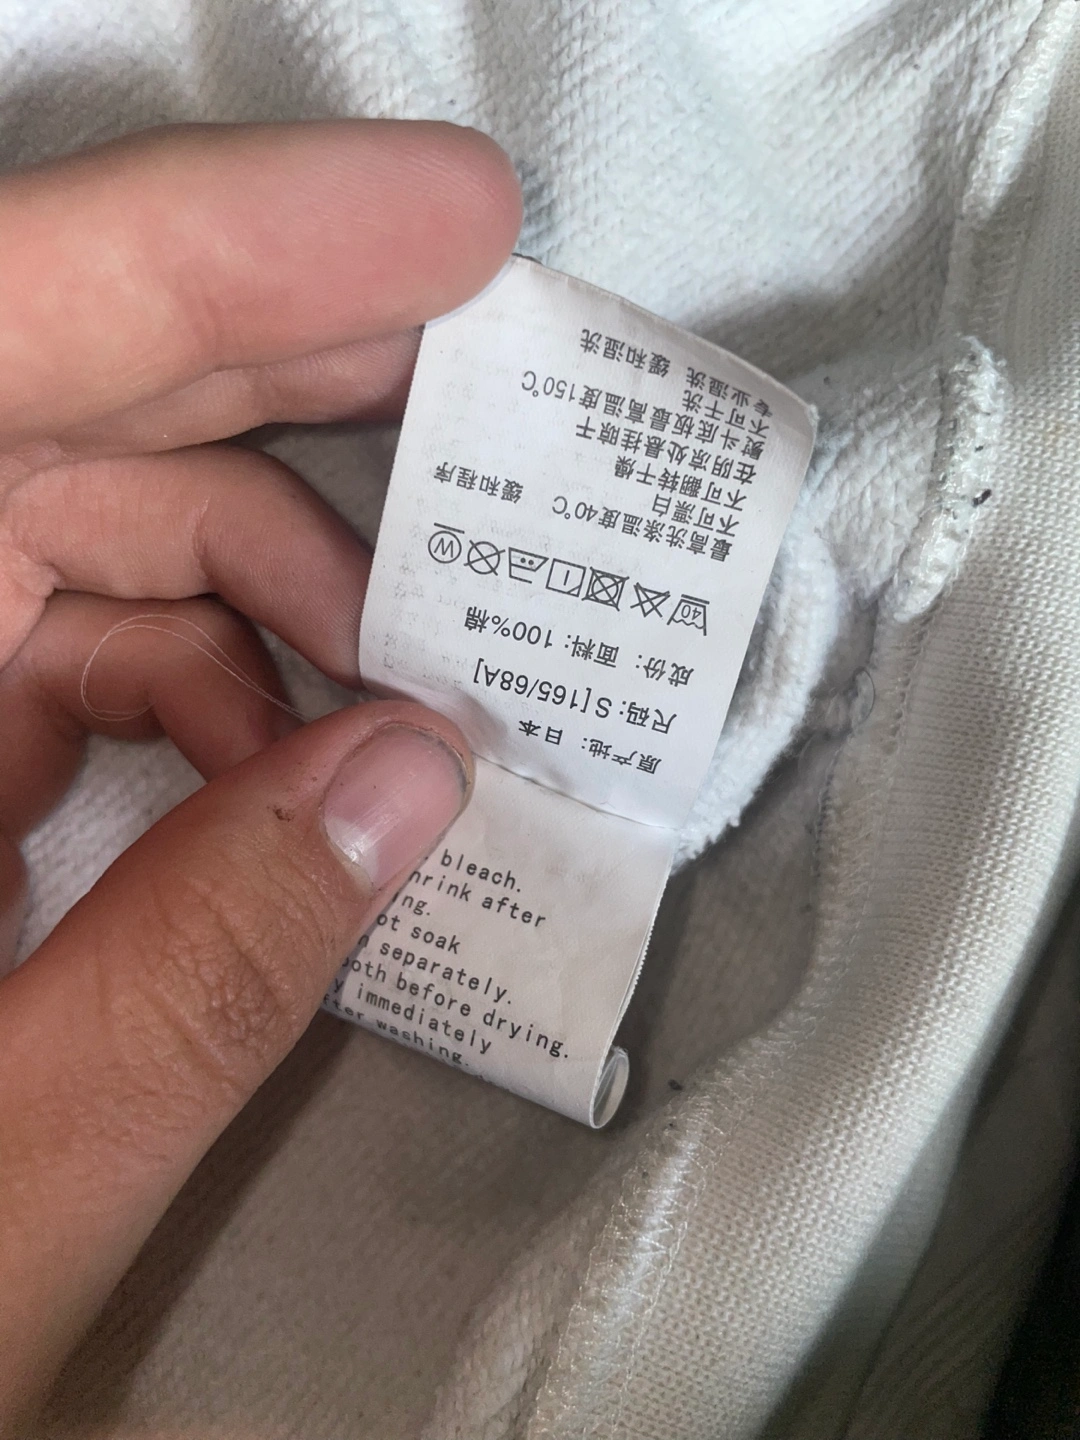 原产地: 日本
尺码: S[165/68A]
成份: 面料: 100%棉
40 W
最高洗涤温度40℃ 缓和程序
不可漂白
不可翻转干燥
在阴凉处悬挂晾干
熨斗底板最高温度150℃
不可干洗
专业湿洗 缓和湿洗
bleach.
after
soak
separately.
before drying.
immediately
washing.